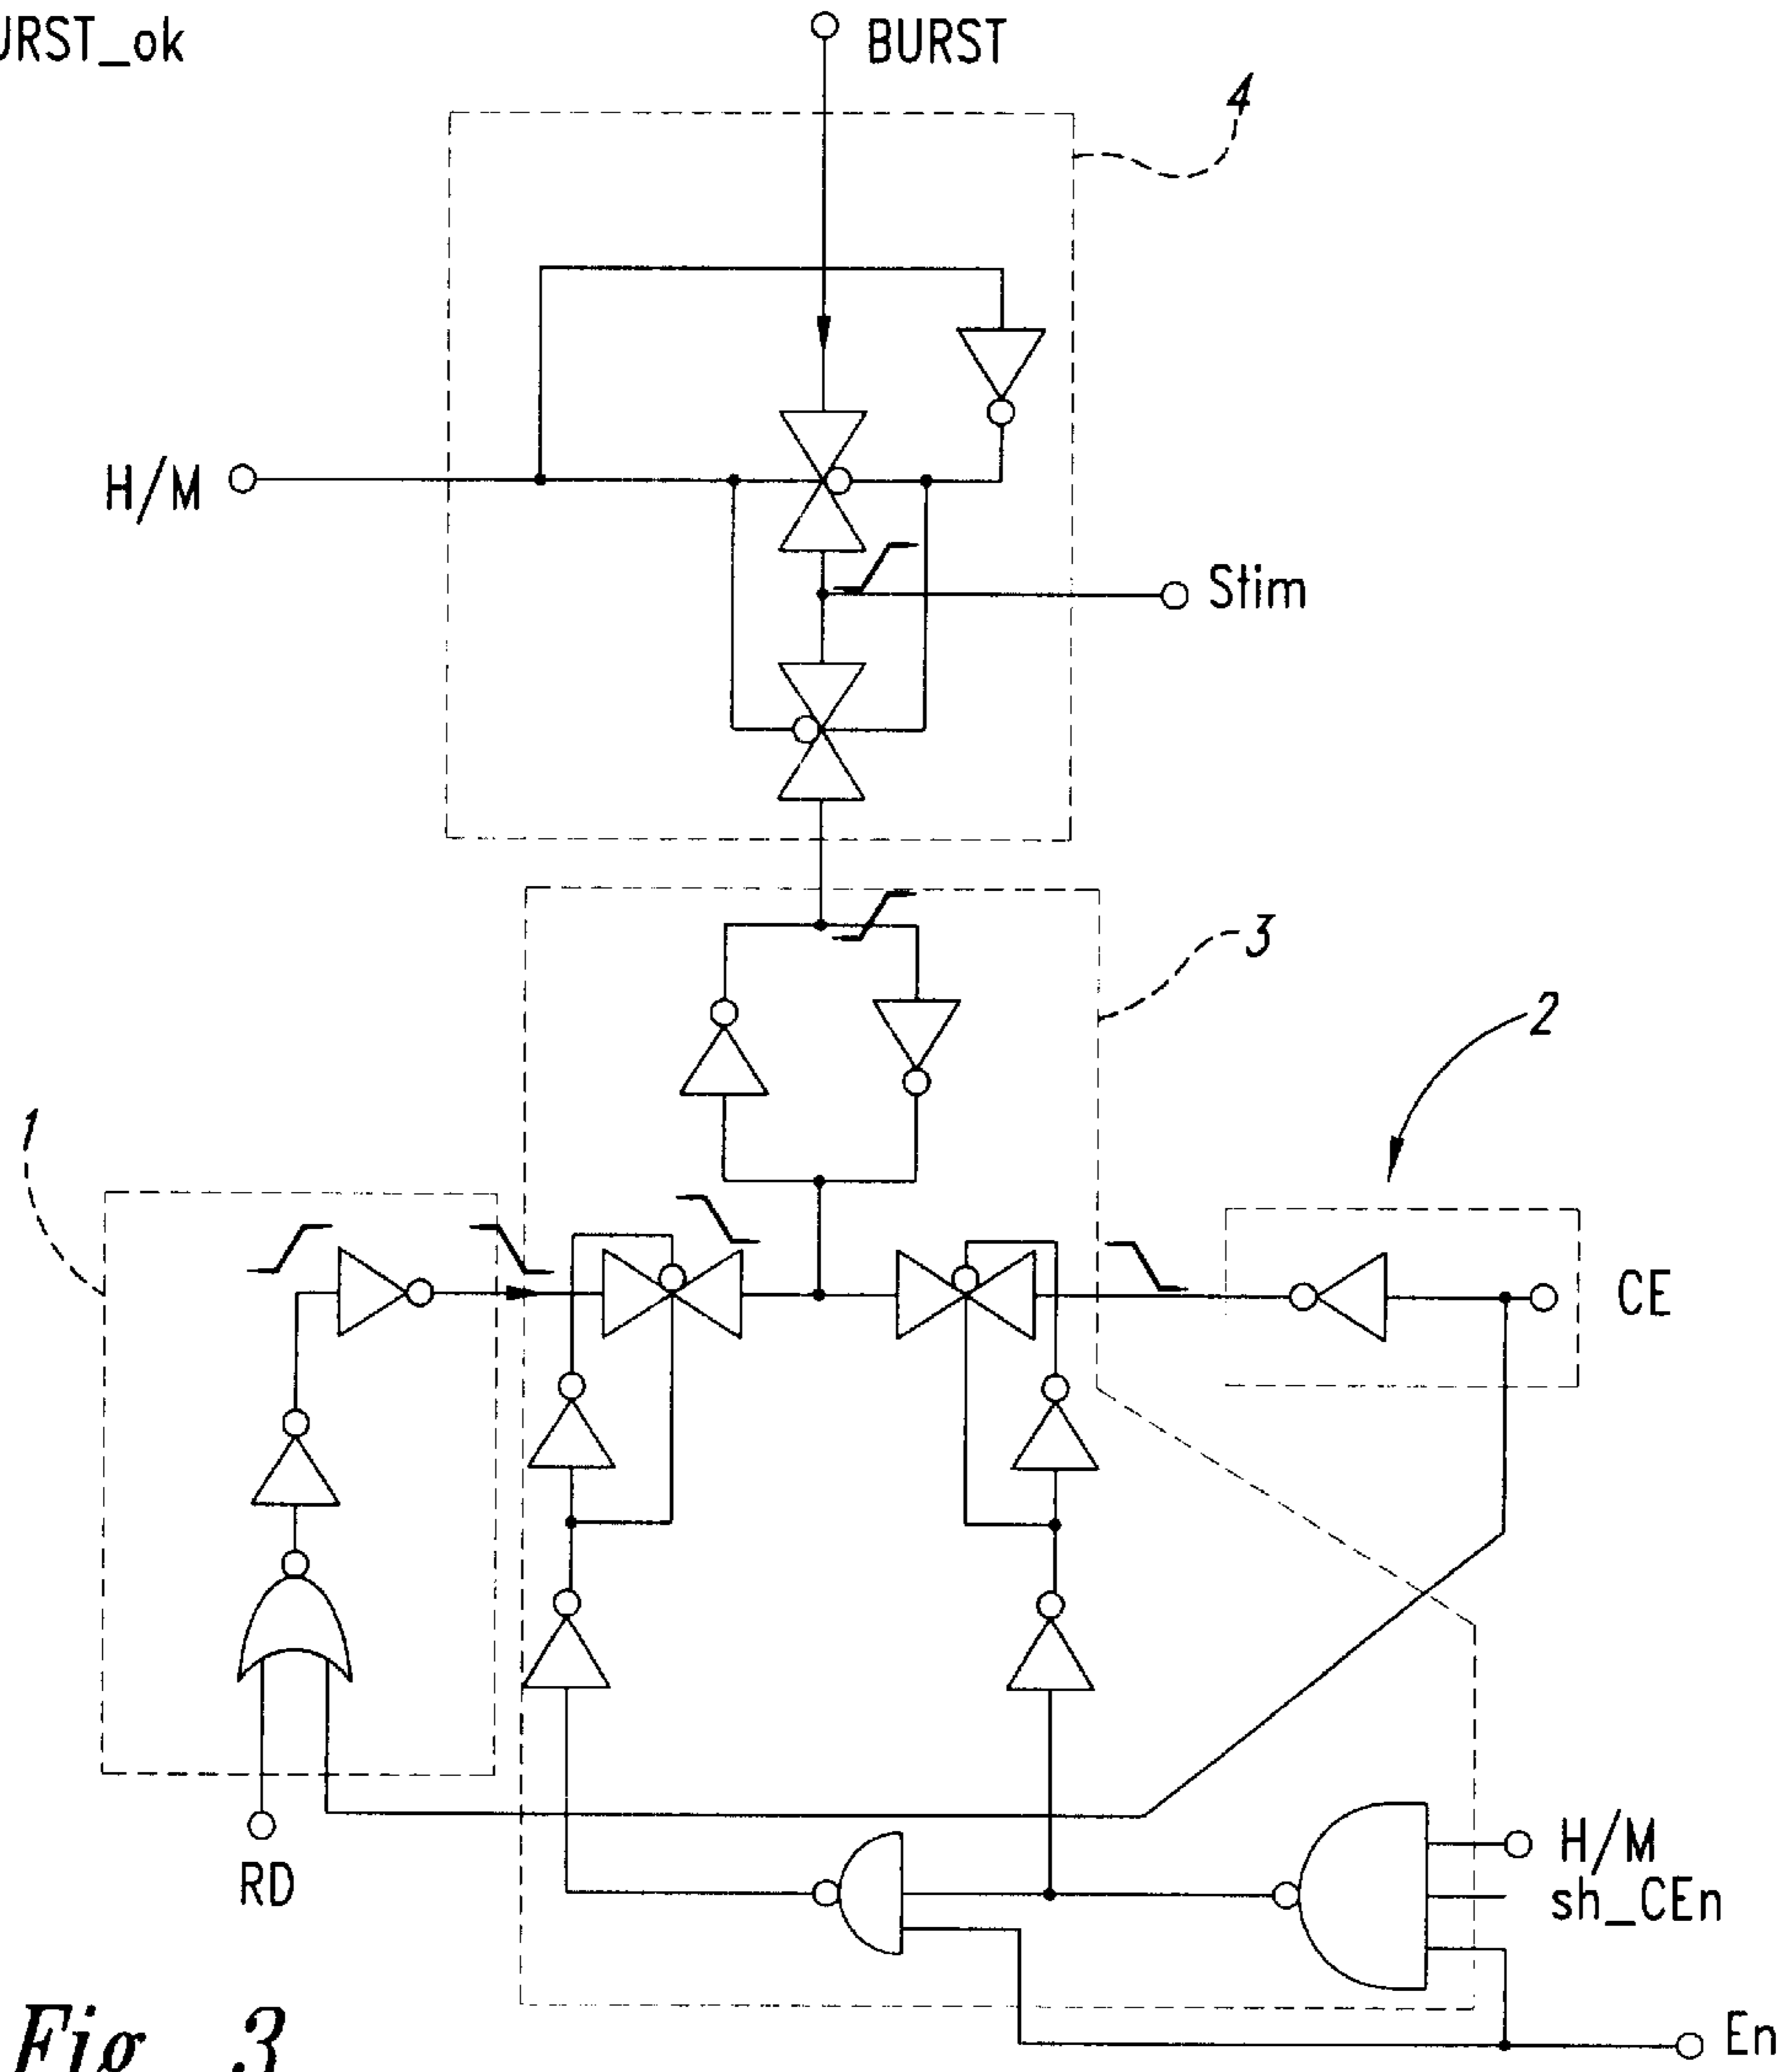 URST_ok
BURST
4
H/M
Stim
3
2
1
CE
H/M
RD
sh_CEn
En
Fig. 3